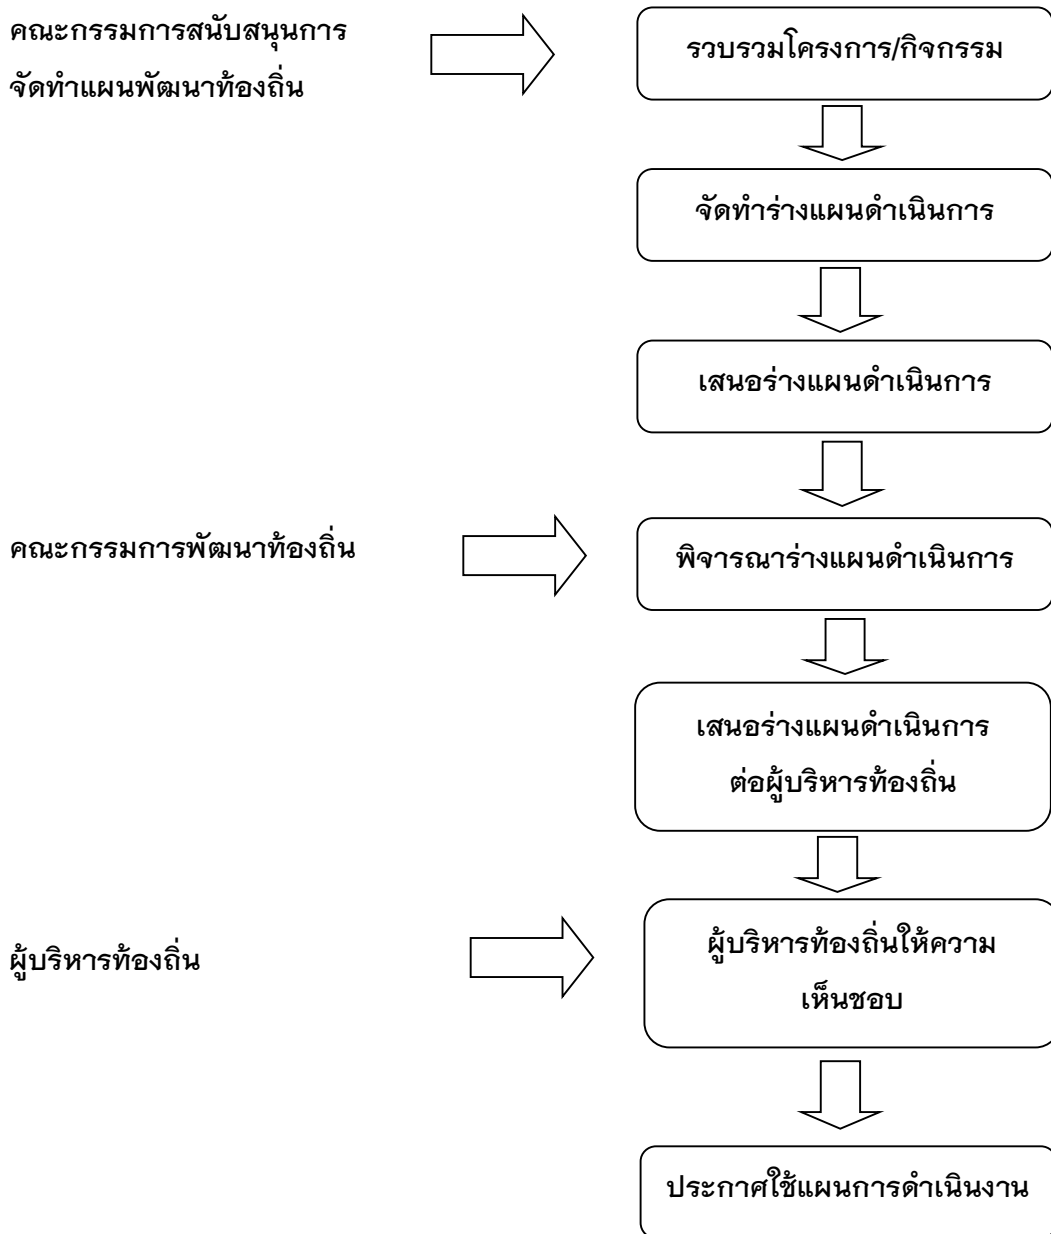 คณะกรรมการสนับสนุนการ
จัดทำแผนพัฒนาท้องถิ่น
รวบรวมโครงการ/กิจกรรม
จัดทำร่างแผนดำเนินการ
เสนอร่างแผนดำเนินการ
คณะกรรมการพัฒนาท้องถิ่น
พิจารณาร่างแผนดำเนินการ
เสนอร่างแผนดำเนินการ
ต่อผู้บริหารท้องถิ่น
ผู้บริหารท้องถิ่น
ผู้บริหารท้องถิ่นให้ความ
เห็นชอบ
ประกาศใช้แผนการดำเนินงาน